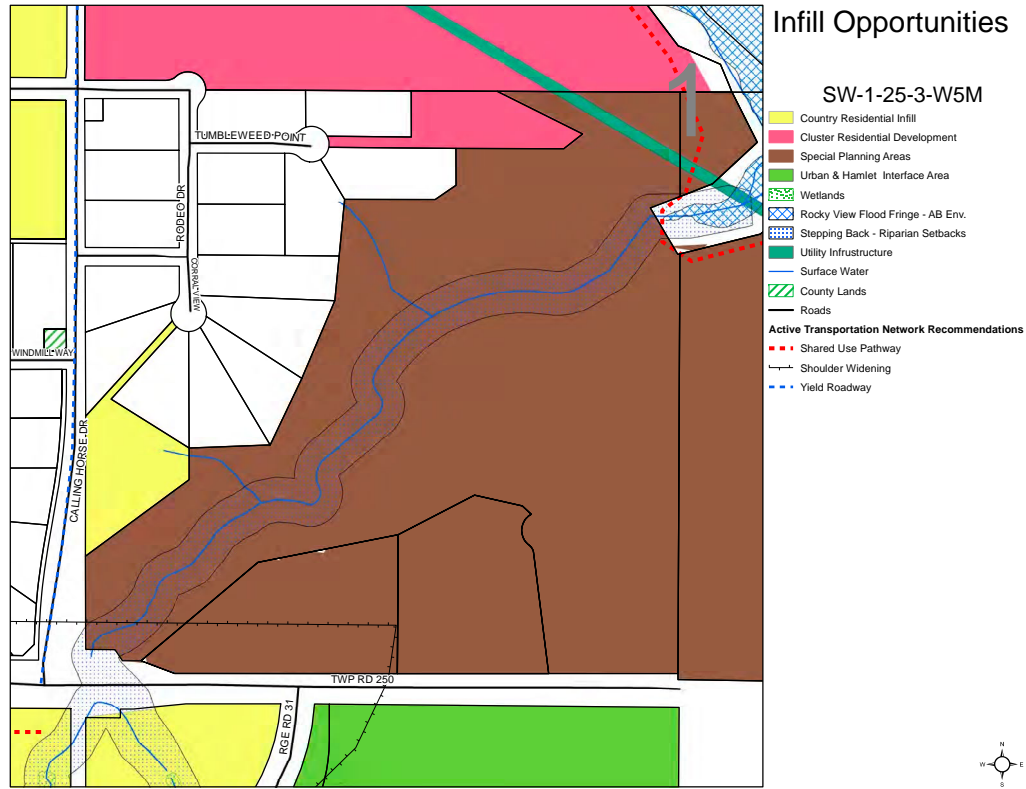 Infill Opportunities
SW-1-25-3-W5M
Country Residential Infill
Cluster Residential Development
Special Planning Areas
Urban & Hamlet Interface Area
Wetlands
Rocky View Flood Fringe - AB Env.
Stepping Back - Riparian Setbacks
Utility Infrustructure
Surface Water
County Lands
Roads
Active Transportation Network Recommendations
Shared Use Pathway
Shoulder Widening
Yield Roadway
1
TUMBLEWEED POINT
RODEO DR
CORRAL VIEW
WINDMILL WAY
CALLING HORSE DR
TWP RD 250
RGE RD 31
N
W
E
S